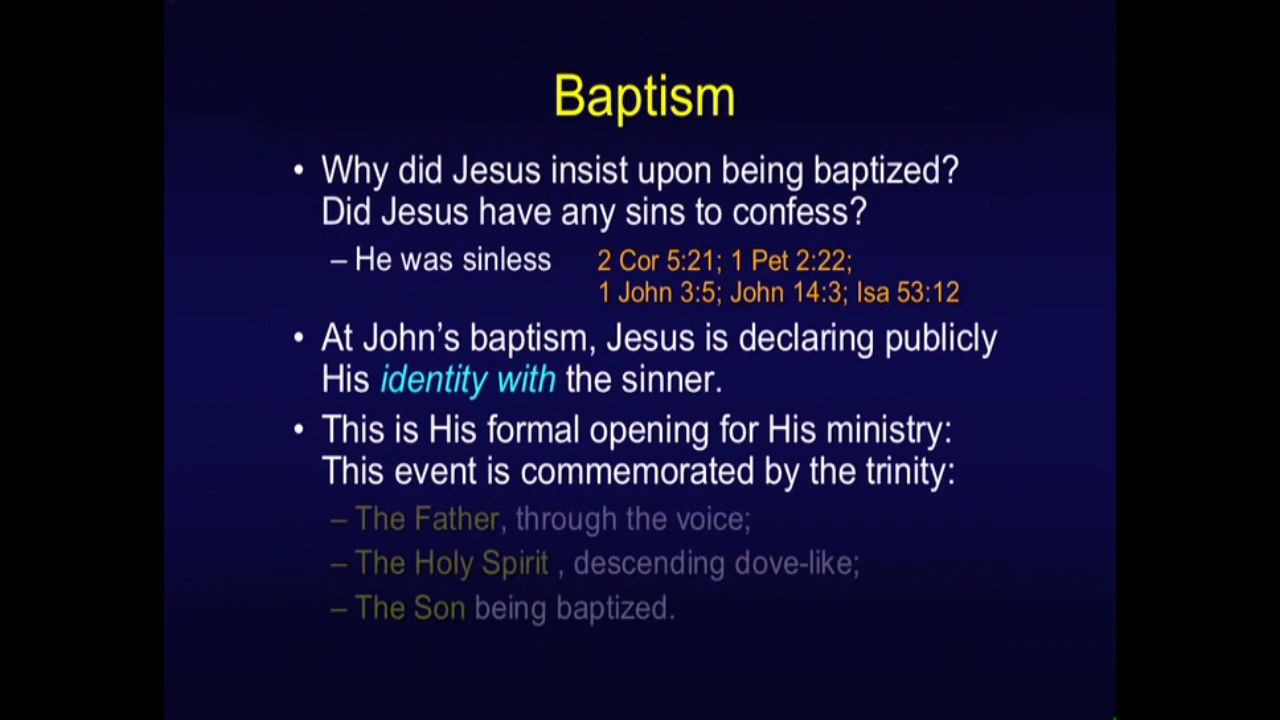 Baptism
• Why did Jesus insist upon being baptized?
Did Jesus have any sins to confess?
– He was sinless 2 Cor 5:21; 1 Pet 2:22;
1 John 3:5; John 14:3; Isa 53:12
• At John’s baptism, Jesus is declaring publicly
His identity with the sinner.
• This is His formal opening for His ministry:
This event is commemorated by the trinity:
– The Father, through the voice;
– The Holy Spirit , descending dove-like;
– The Son being baptized.